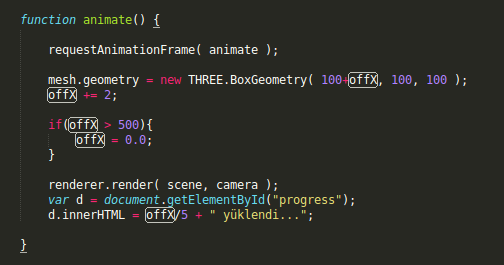 function animate() {
requestAnimationFrame( animate );
mesh.geometry = new THREE.BoxGeometry( 100+offX, 100, 100 );
offX += 2;
if(offX > 500){
offX = 0.0;
}
renderer.render( scene, camera );
var d = document.getElementById("progress");
d.innerHTML = offX/5 + " yüklendi...";
}